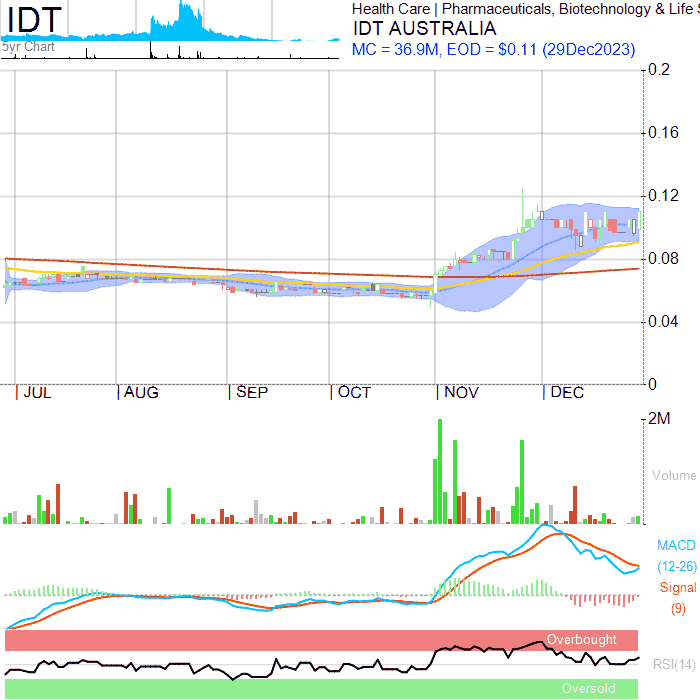 IDT
5yr Chart
Health Care | Pharmaceuticals, Biotechnology & Life S
IDT AUSTRALIA
MC = 36.9M, EOD = $0.11 (29Dec2023)
0.2
0.16
0.12
0.08
0.04
0
JUL AUG SEP OCT NOV DEC
2M
Volume
MACD
(12-26)
Signal
(9)
Overbought
RSI(14)
Oversold